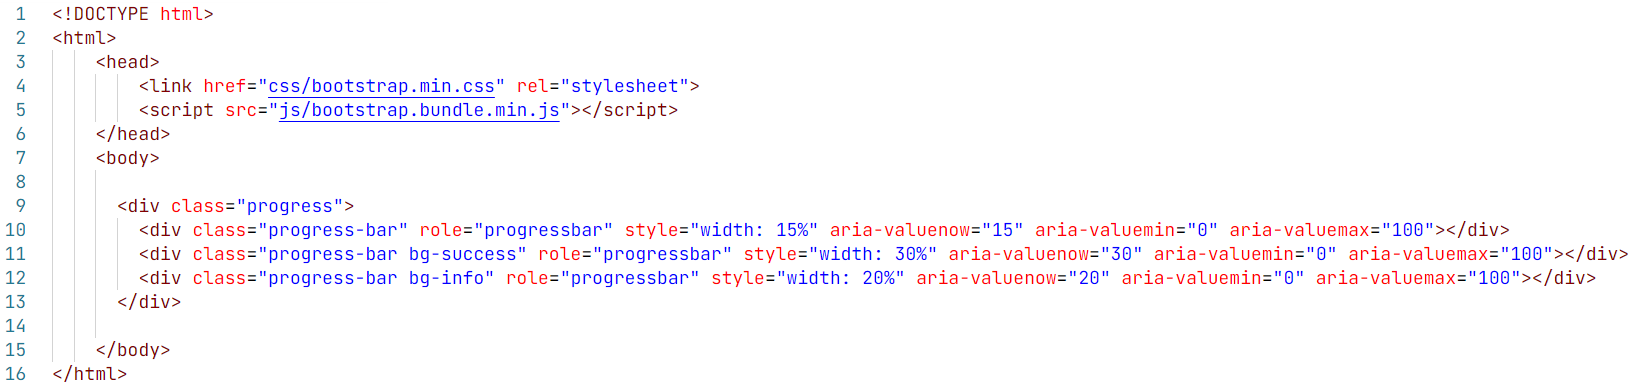 1 <!DOCTYPE html>
2 <html>
3 <head>
4 <link href="css/bootstrap.min.css" rel="stylesheet">
5 <script src="js/bootstrap.bundle.min.js"></script>
6 </head>
7 <body>
8
9 <div class="progress">
10 <div class="progress-bar" role="progressbar" style="width: 15%" aria-valuenow="15" aria-valuemin="0" aria-valuemax="100"></div>
11 <div class="progress-bar bg-success" role="progressbar" style="width: 30%" aria-valuenow="30" aria-valuemin="0" aria-valuemax="100"></div>
12 <div class="progress-bar bg-info" role="progressbar" style="width: 20%" aria-valuenow="20" aria-valuemin="0" aria-valuemax="100"></div>
13 </div>
14
15 </body>
16 </html>